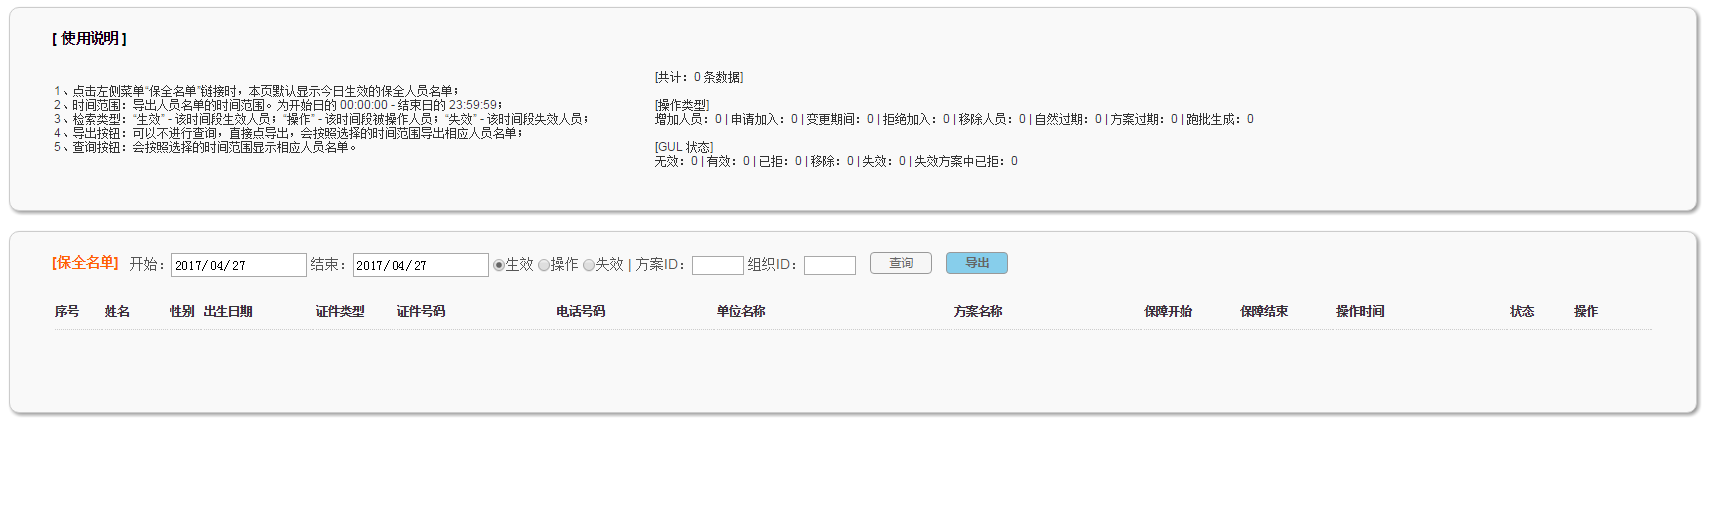 [ 使用说明 ]
1、点击左侧菜单“保全名单”链接时，本页默认显示今日生效的保全人员名单；
2、时间范围：导出人员名单的时间范围。为开始日的 00:00:00 - 结束日的 23:59:59；
3、检索类型：“生效” - 该时间段生效人员；“操作” - 该时间段被操作人员；“失效” - 该时间段失效人员；
4、导出按钮：可以不进行查询，直接点导出，会按照选择的时间范围导出相应人员名单；
5、查询按钮：会按照选择的时间范围显示相应人员名单。
[共计：0 条数据]
[操作类型]
增加人员：0 | 申请加入：0 | 变更期间：0 | 拒绝加入：0 | 移除人员：0 | 自然过期：0 | 方案过期：0 | 跑批生成：0
[GUL 状态]
无效：0 | 有效：0 | 已拒：0 | 移除：0 | 失效：0 | 失效方案中已拒：0
[保全名单] 开始：2017/04/27 结束：2017/04/27 生效 操作 失效 | 方案ID： 组织ID： 查询 导出
序号 姓名 性别 出生日期 证件类型 证件号码 电话号码 单位名称 方案名称 保障开始 保障结束 操作时间 状态 操作